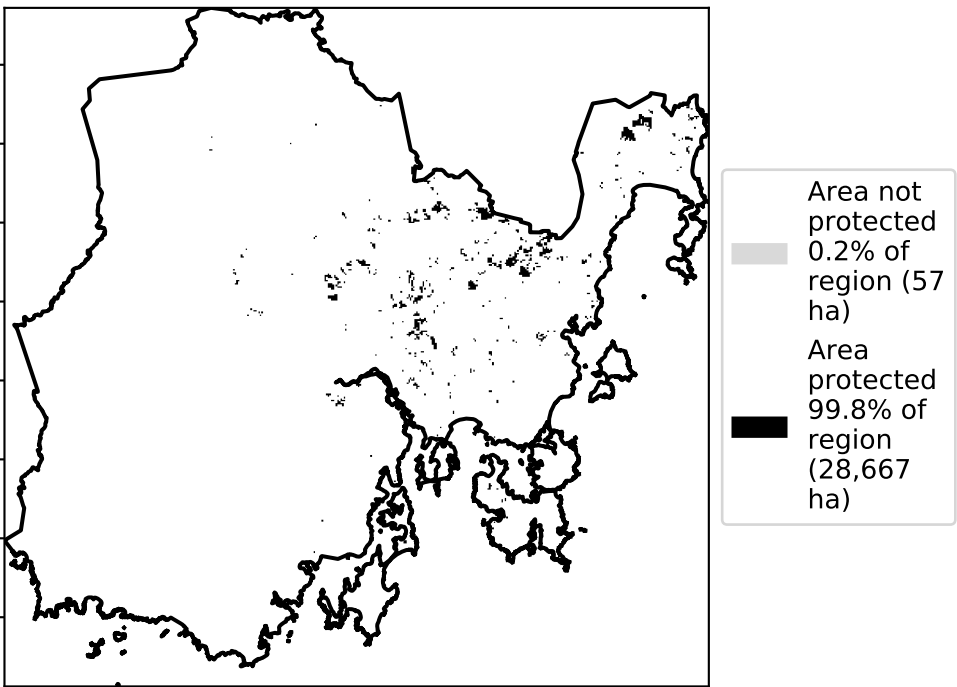 Area not
protected
0.2% of
region (57
ha)
Area
protected
99.8% of
region
(28,667
ha)